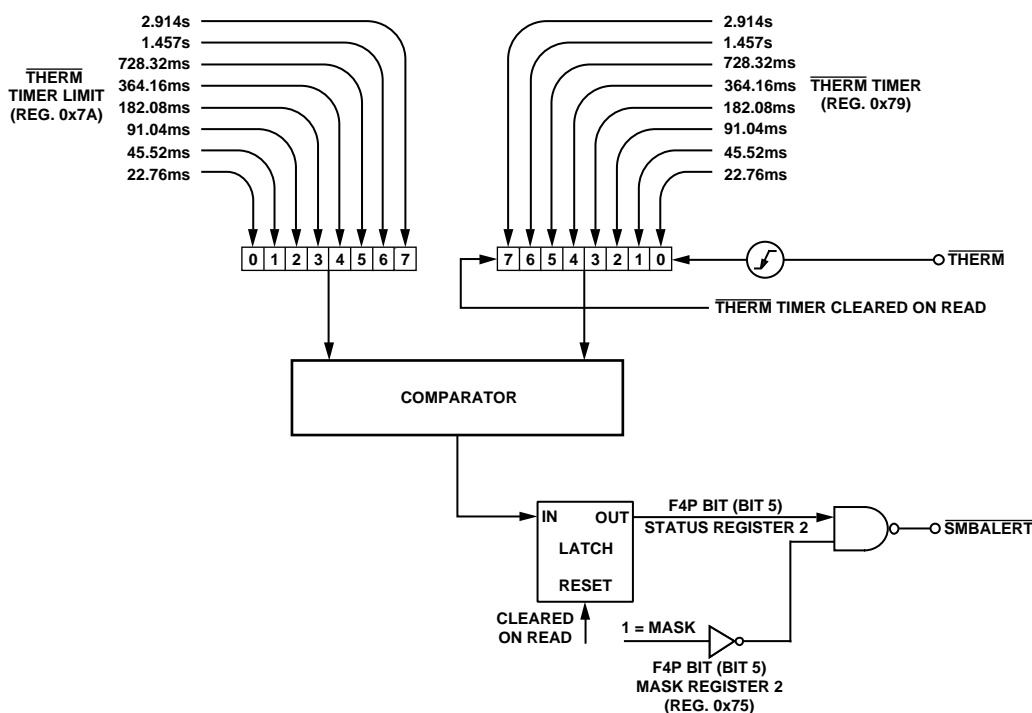 2.914s
1.457s
728.32ms
364.16ms
182.08ms
91.04ms
45.52ms
22.76ms
THERM
TIMER LIMIT
(REG. 0x7A)
2.914s
1.457s
728.32ms
364.16ms
182.08ms
91.04ms
45.52ms
22.76ms
THERM TIMER
(REG. 0x79)
0 1 2 3 4 5 6 7
7 6 5 4 3 2 1 0
THERM
THERM TIMER CLEARED ON READ
COMPARATOR
IN OUT
LATCH
RESET
CLEARED
ON READ
F4P BIT (BIT 5)
STATUS REGISTER 2
SMBALERT
1 = MASK
F4P BIT (BIT 5)
MASK REGISTER 2
(REG. 0x75)